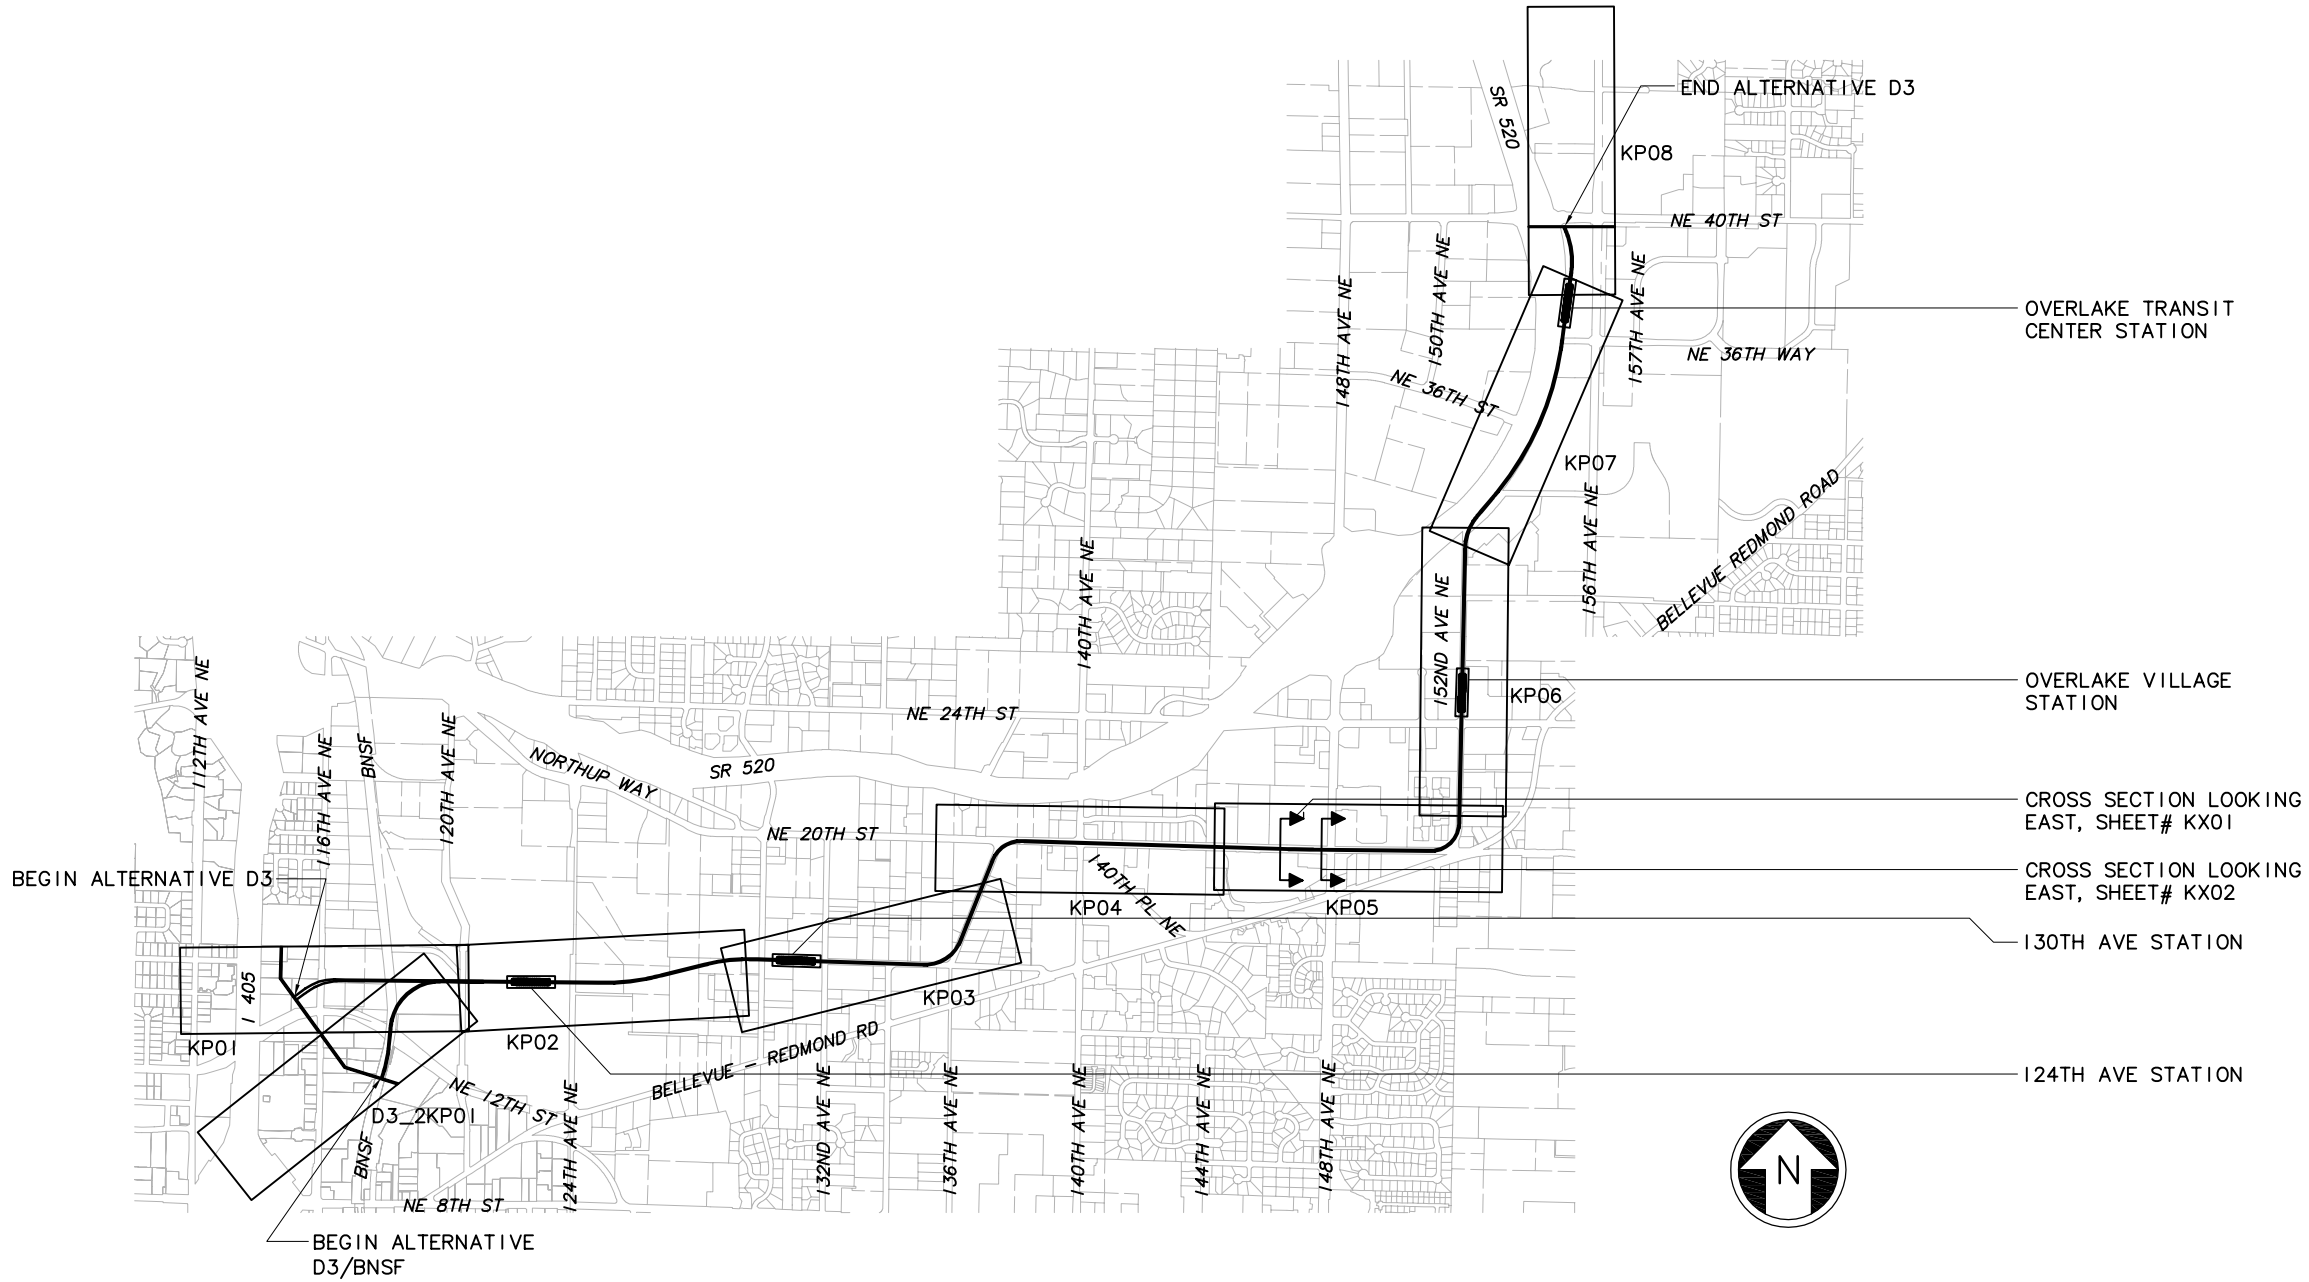 END ALTERNATIVE D3
SR 520
KP08
NE 40TH ST
150TH AVE NE
157TH AVE NE
148TH AVE NE
OVERLAKE TRANSIT
CENTER STATION
NE 36TH WAY
NE 36TH ST
KP07
BELLEVUE REDMOND ROAD
156TH AVE NE
140TH AVE NE
152ND AVE NE
OVERLAKE VILLAGE
STATION
KP06
112TH AVE NE
NE 24TH ST
120TH AVE NE
116TH AVE NE
BNSF
NORTHUP WAY
SR 520
CROSS SECTION LOOKING
EAST, SHEET# KX01
NE 20TH ST
BEGIN ALTERNATIVE D3
140TH PL NE
CROSS SECTION LOOKING
EAST, SHEET# KX02
KP04
KP05
130TH AVE STATION
I 405
KP03
KP01
KP02
BELLEVUE - REDMOND RD
124TH AVE STATION
NE 12TH ST
D3_2KP01
BNSF
124TH AVE NE
132ND AVE NE
136TH AVE NE
140TH AVE NE
144TH AVE NE
148TH AVE NE
N
NE 8TH ST
BEGIN ALTERNATIVE
D3/BNSF